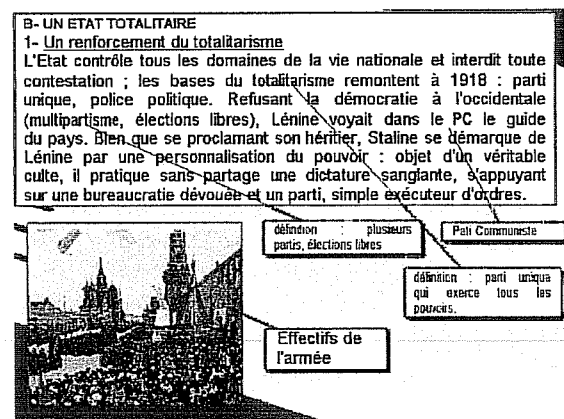 B- UN ETAT TOTALITAIRE
1- Un renforcement du totalitarisme
L'Etat contrôle tous les domaines de la vie nationale et interdit toute
contestation ; les bases du totalitarisme remontent à 1918 : parti
unique, police politique. Refusant la démocratie à l'occidentale
(multipartisme, élections libres), Lénine voyait dans le PC le guide
du pays. Bien que se proclamant son héritier, Staline se démarque de
Lénine par une personnalisation du pouvoir : objet d'un véritable
culte, il pratique sans partage une dictature sanglante, s'appuyant
sur une bureaucratie dévouée et un parti, simple exécuteur d'ordres.
définition : plusieurs
partis, élections libres
Pati Communiste
définition : parti unique
qui exerce tous les
pouvoirs.
Effectifs de
l'armée